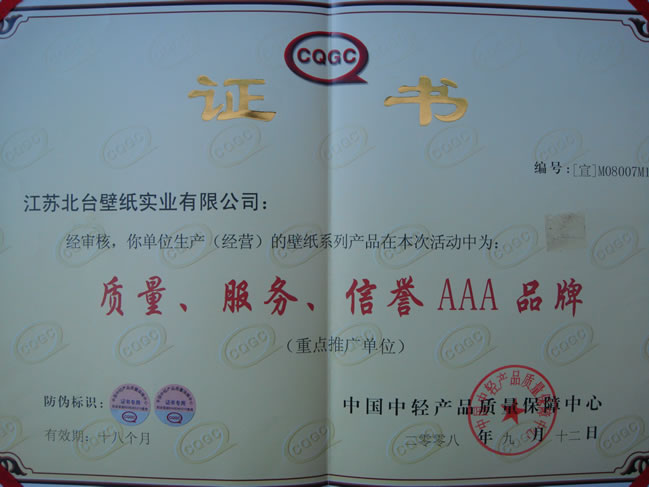 CQGC
证书
编号:[宣]M08007M1
江苏北台壁纸实业有限公司:
经审核,你单位生产(经营)的壁纸系列产品在本次活动中为:
质量、服务、信誉AAA品牌
(重点推广单位)
防伪标识:
中国中轻产品质量保障中心
有效期:十八个月
二零零八年九月十二日